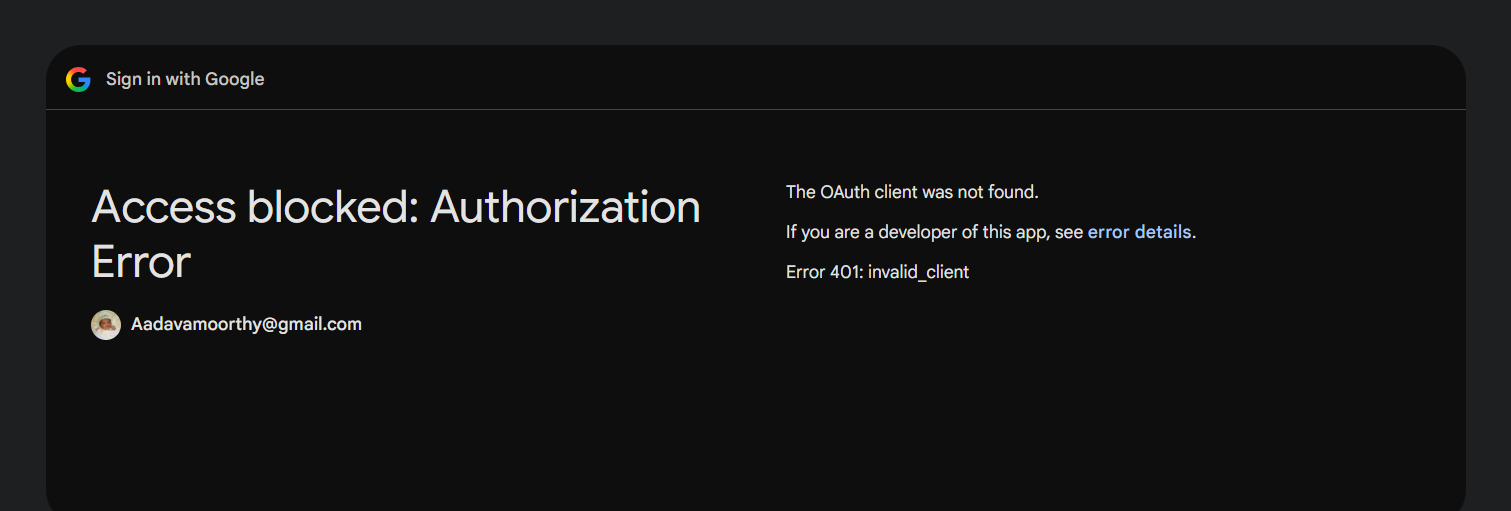 Sign in with Google
Access blocked: Authorization
Error
Aadavamoorthy@gmail.com
The OAuth client was not found.
If you are a developer of this app, see error details.
Error 401: invalid_client